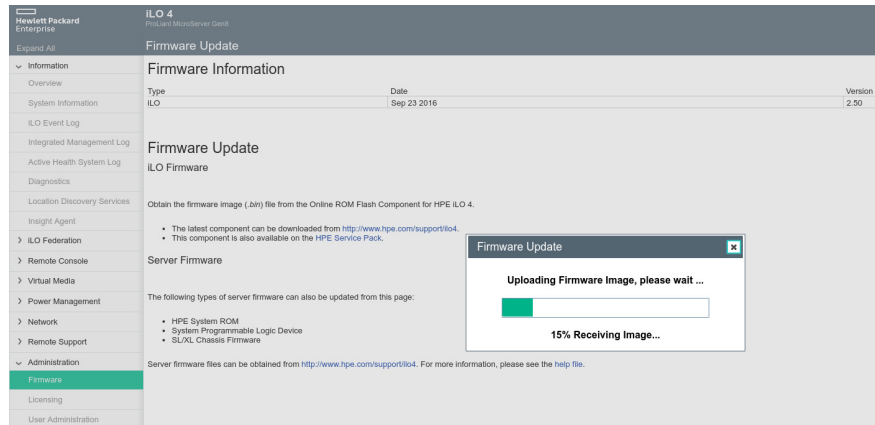 Hewlett Packard
Enterprise
iLO 4
ProLiant MicroServer Gen8
Expand All
Firmware Update
Information
Overview
System Information
iLO Event Log
Integrated Management Log
Active Health System Log
Diagnostics
Location Discovery Services
Insight Agent
iLO Federation
Remote Console
Virtual Media
Power Management
Network
Remote Support
Administration
Firmware
Licensing
User Administration
Firmware Information
Type Date Version
iLO Sep 23 2016 2.50
Firmware Update
iLO Firmware
Obtain the firmware image (.bin) file from the Online ROM Flash Component for HPE iLO 4.
• The latest component can be downloaded from http://www.hpe.com/support/ilo4.
• This component is also available on the HPE Service Pack.
Server Firmware
The following types of server firmware can also be updated from this page:
• HPE System ROM
• System Programmable Logic Device
• SL/XL Chassis Firmware
Server firmware files can be obtained from http://www.hpe.com/support/ilo4. For more information, please see the help file.
Firmware Update
Uploading Firmware Image, please wait ...
15% Receiving Image...